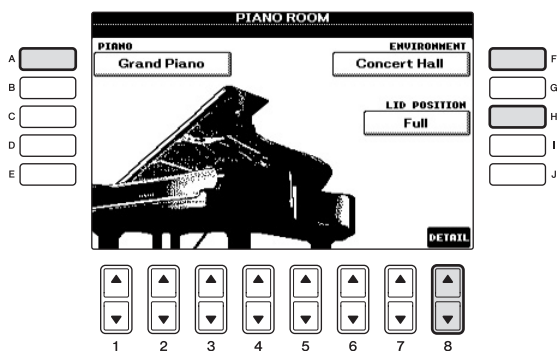 PIANO ROOM
PIANO
Grand Piano
ENVIRONMENT
Concert Hall
LID POSITION
Full
DETAIL
A
B
C
D
E
F
G
H
I
J
1 2 3 4 5 6 7 8